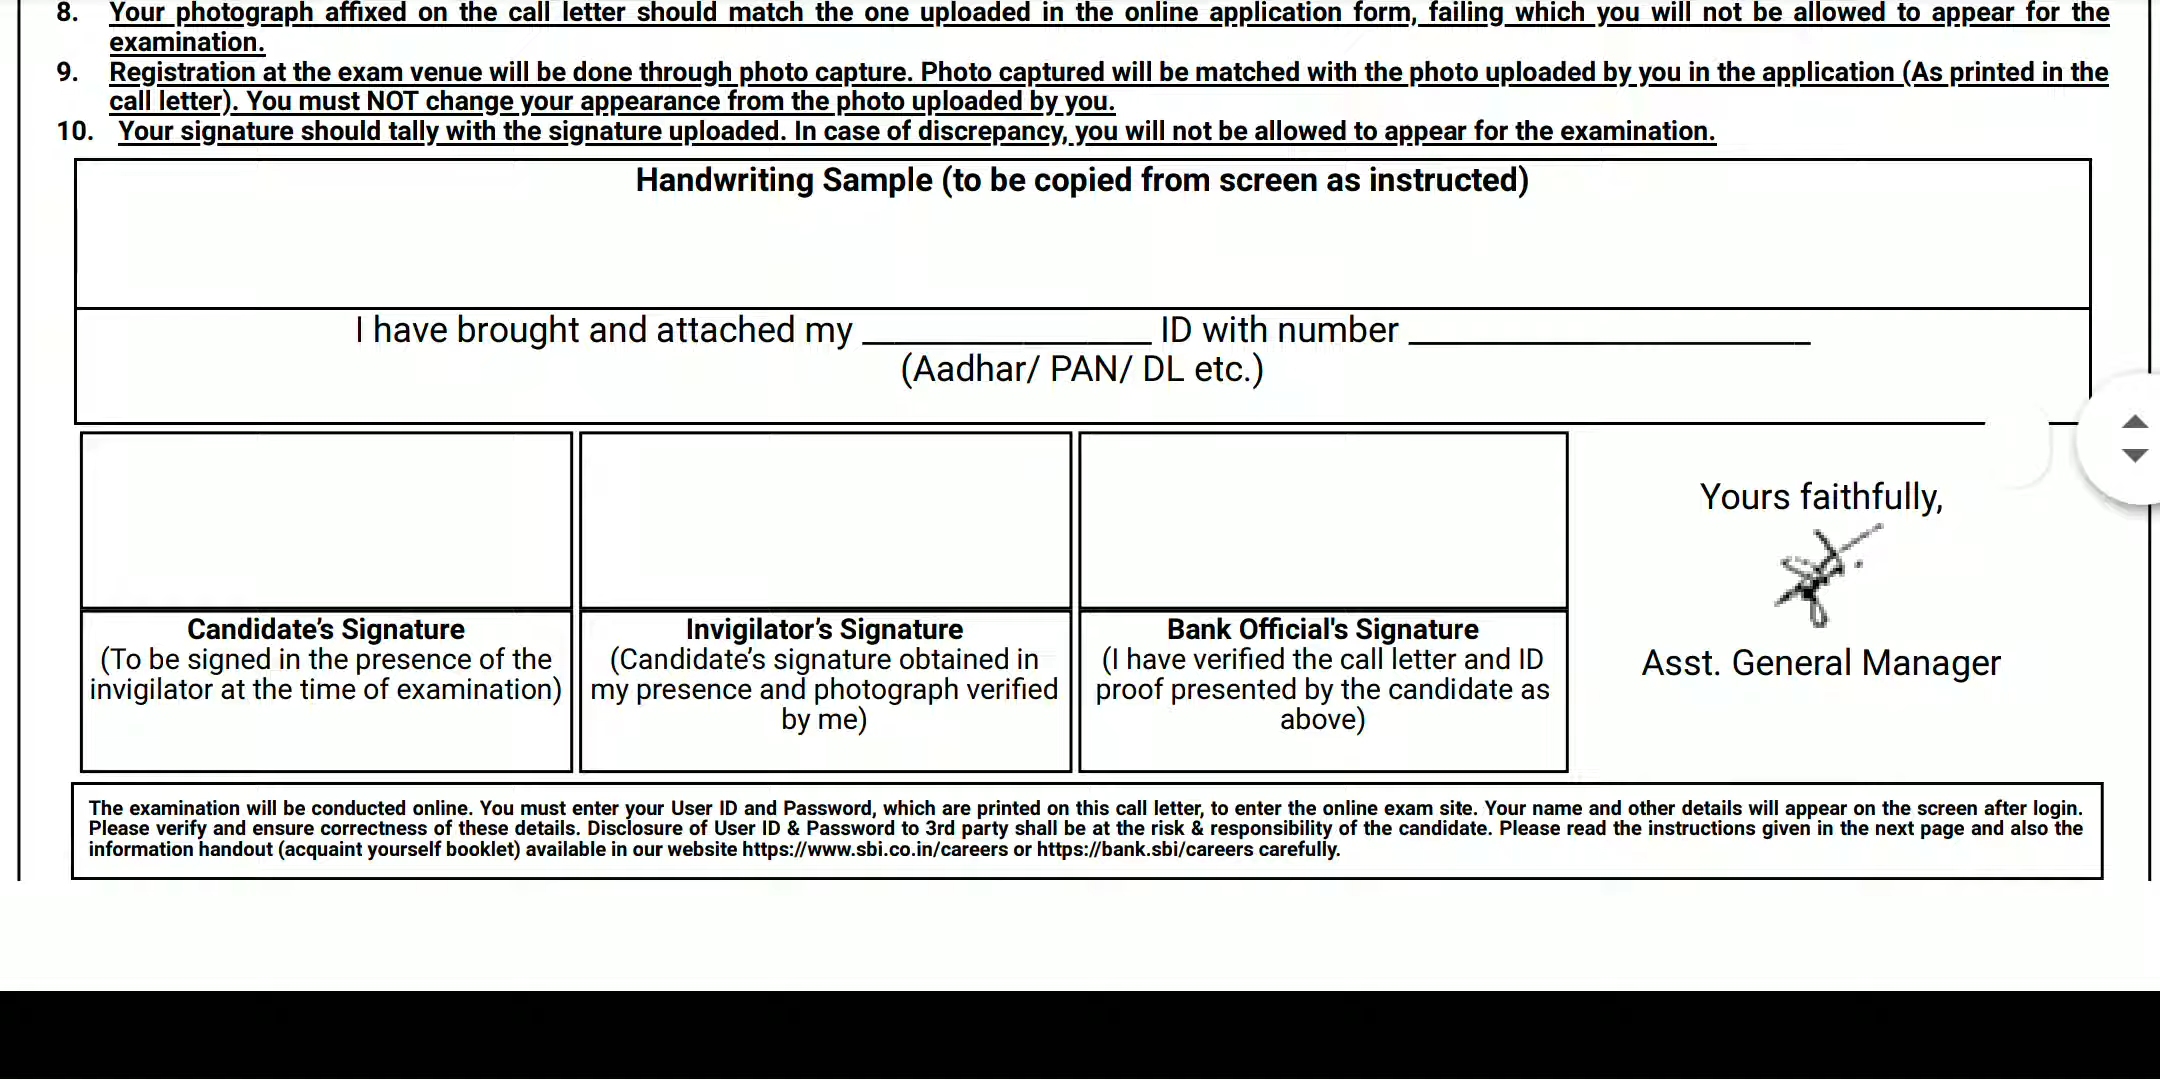 8. Your photograph affixed on the call letter should match the one uploaded in the online application form, failing which you will not be allowed to appear for the
examination.
9. Registration at the exam venue will be done through photo capture. Photo captured will be matched with the photo uploaded by you in the application (As printed in the
call letter). You must NOT change your appearance from the photo uploaded by you.
10. Your signature should tally with the signature uploaded. In case of discrepancy, you will not be allowed to appear for the examination.
Handwriting Sample (to be copied from screen as instructed)
I have brought and attached my _______________ ID with number _____________________
(Aadhar/ PAN/ DL etc.)
Candidate's Signature
(To be signed in the presence of the
invigilator at the time of examination)
Invigilator's Signature
(Candidate's signature obtained in
my presence and photograph verified
by me)
Bank Official's Signature
(I have verified the call letter and ID
proof presented by the candidate as
above)
Yours faithfully,
Asst. General Manager
The examination will be conducted online. You must enter your User ID and Password, which are printed on this call letter, to enter the online exam site. Your name and other details will appear on the screen after login.
Please verify and ensure correctness of these details. Disclosure of User ID & Password to 3rd party shall be at the risk & responsibility of the candidate. Please read the instructions given in the next page and also the
information handout (acquaint yourself booklet) available in our website https://www.sbi.co.in/careers or https://bank.sbi/careers carefully.